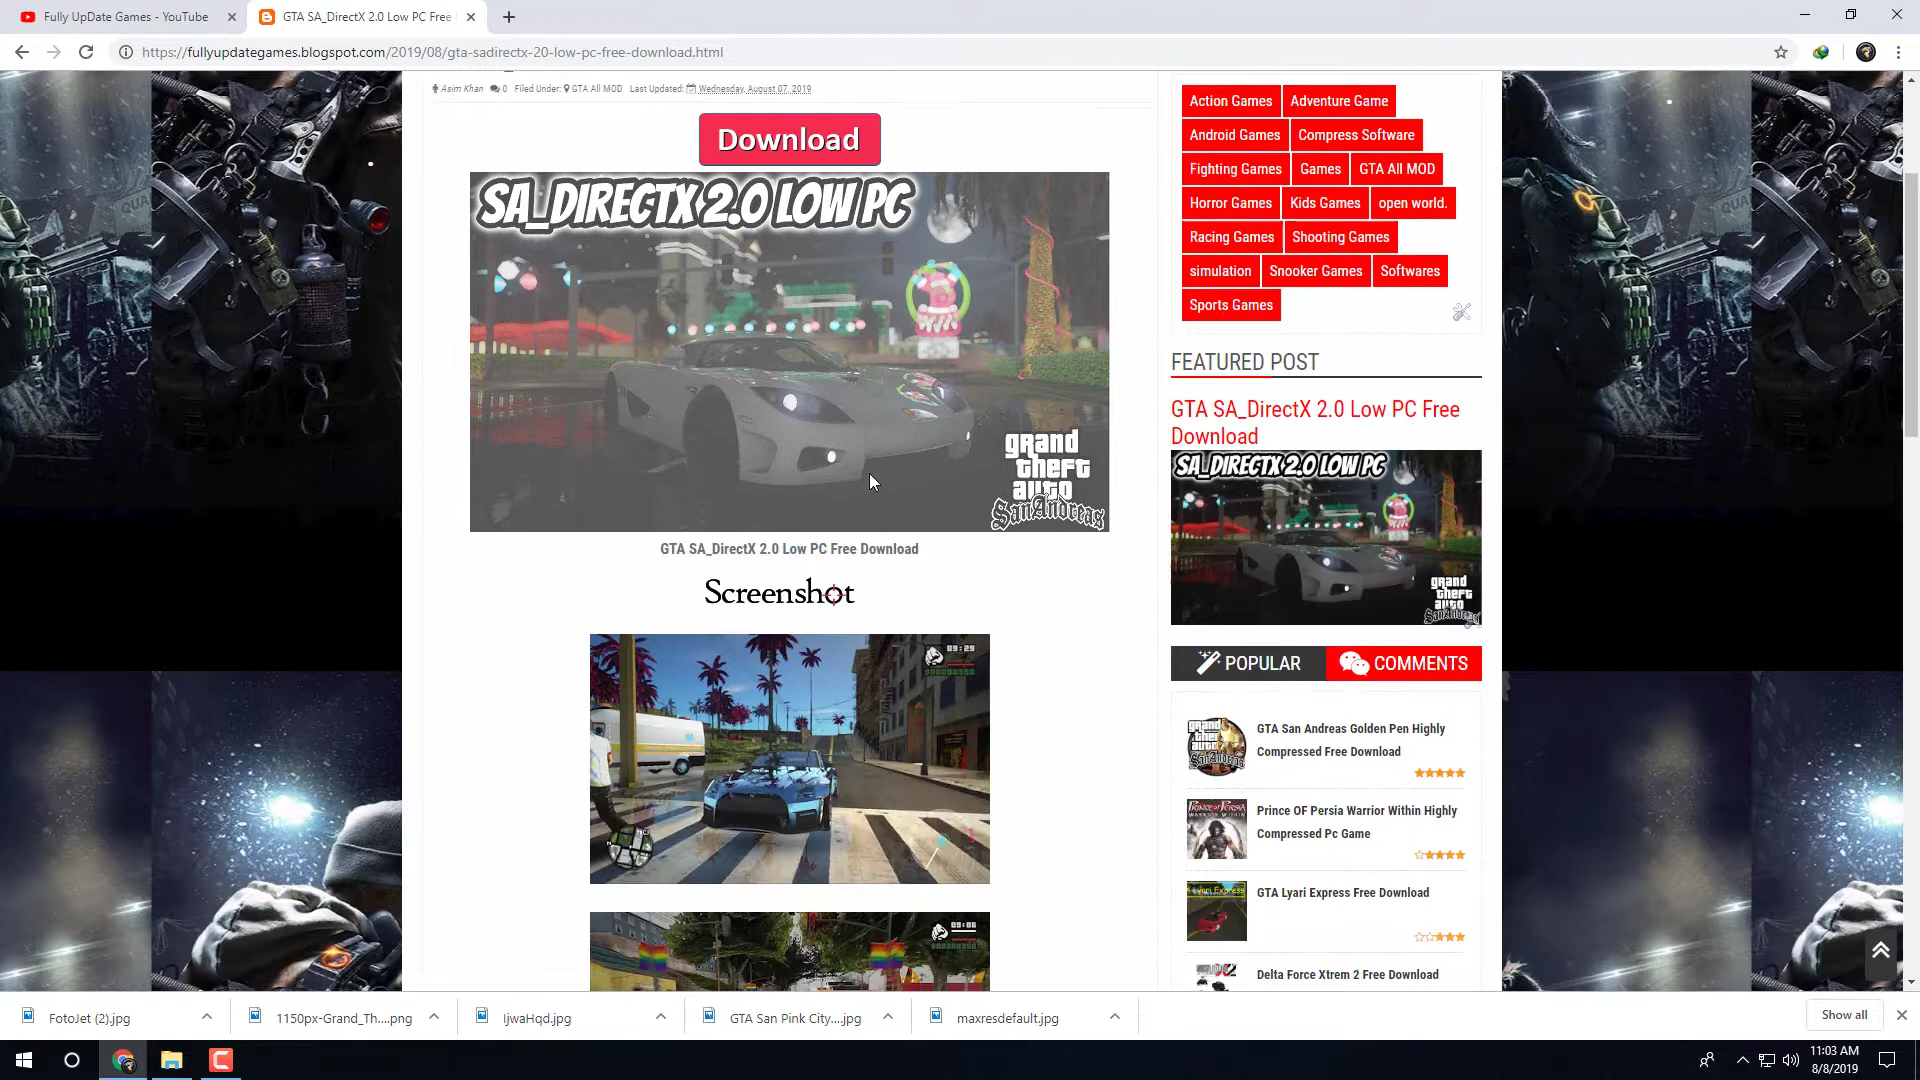 Fully UpDate Games - YouTube
GTA SA_DirectX 2.0 Low PC Free
https://fullyupdategames.blogspot.com/2019/08/gta-sadirectx-20-low-pc-free-download.html
Asim Khan 0 Filed Under: GTA All MOD Last Updated: Wednesday, August 07, 2019
Download
SA_DIRECTX 2.0 LOW PC
grand
theft
auto
San Andreas
GTA SA_DirectX 2.0 Low PC Free Download
Screenshot
09:29
09:06
Action Games Adventure Game
Android Games Compress Software
Fighting Games Games GTA All MOD
Horror Games Kids Games open world.
Racing Games Shooting Games
simulation Snooker Games Softwares
Sports Games
FEATURED POST
GTA SA_DirectX 2.0 Low PC Free
Download
SA_DIRECTX 2.0 LOW PC
grand
theft
auto
San Andreas
POPULAR COMMENTS
GTA San Andreas Golden Pen Highly
Compressed Free Download
Prince OF Persia Warrior Within Highly
Compressed Pc Game
GTA Lyari Express Free Download
Delta Force Xtrem 2 Free Download
FotoJet (2).jpg
1150px-Grand_Th....png
IjwaHqd.jpg
GTA San Pink City....jpg
maxresdefault.jpg
Show all
11:03 AM
8/8/2019